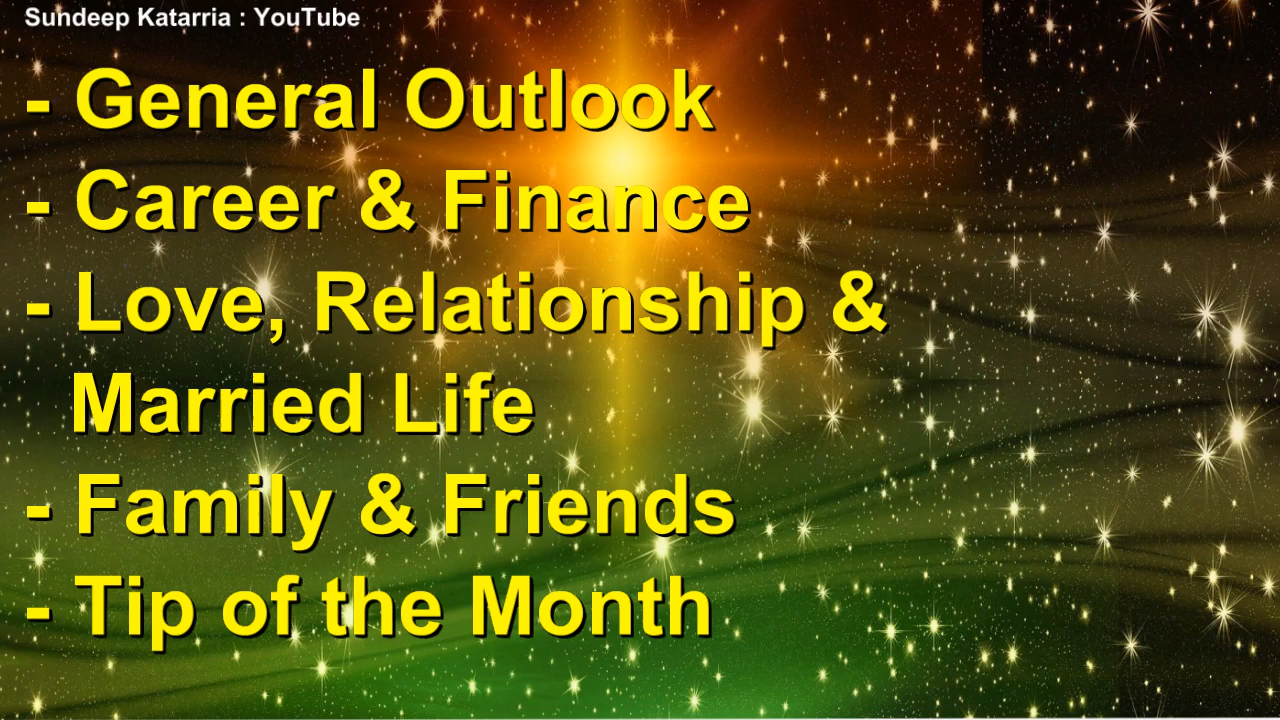 Sundeep Katarria : YouTube
- General Outlook
- Career & Finance
- Love, Relationship &
Married Life
- Family & Friends
- Tip of the Month